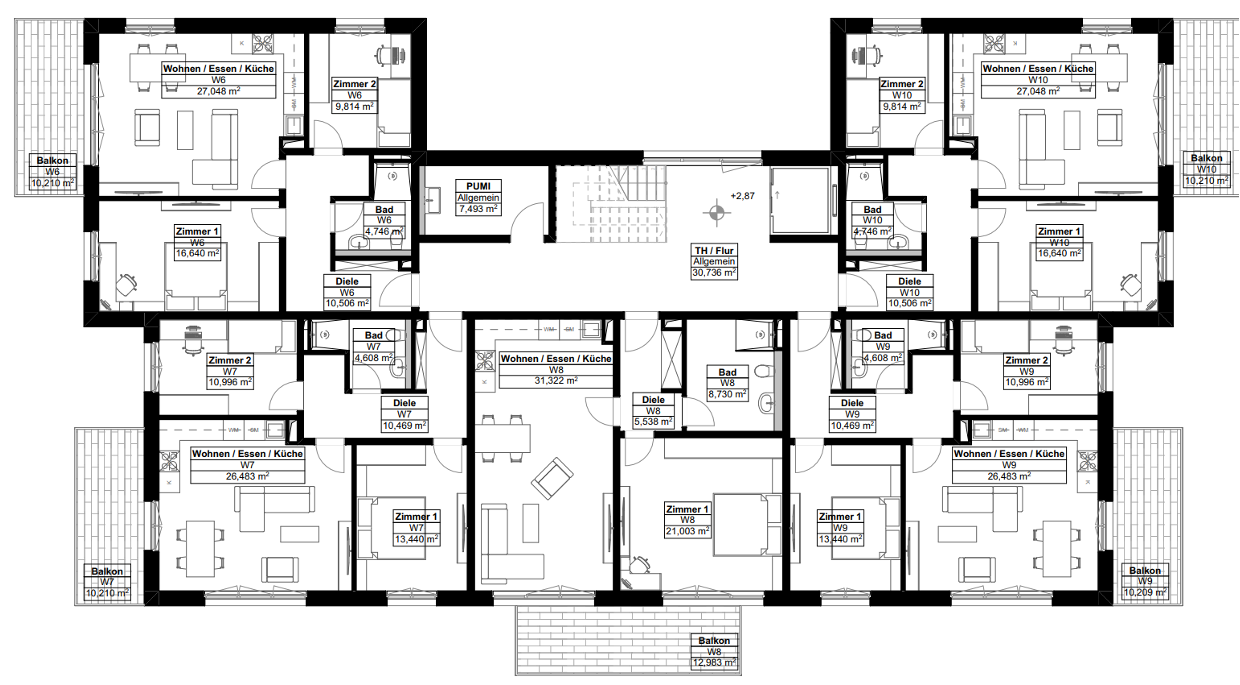 Wohnen / Essen / Küche
W6
27,048 m²
Zimmer 2
W6
9,814 m²
Balkon
W6
10,210 m²
Zimmer 1
W6
16,640 m²
Bad
W6
4,746 m²
Diele
W6
10,506 m²
PUMI
Allgemein
7,493 m²
+2,87
TH / Flur
Allgemein
30,736 m²
Zimmer 2
W10
9,814 m²
Wohnen / Essen / Küche
W10
27,048 m²
Balkon
W10
10,210 m²
Bad
W10
4,746 m²
Zimmer 1
W10
16,640 m²
Diele
W10
10,506 m²
Zimmer 2
W7
10,996 m²
Bad
W7
4,608 m²
Diele
W7
10,469 m²
WM
GM
Wohnen / Essen / Küche
W7
26,483 m²
Zimmer 1
W7
13,440 m²
Balkon
W7
10,210 m²
WM
GM
Wohnen / Essen / Küche
W8
31,322 m²
Diele
W8
5,538 m²
Bad
W8
8,730 m²
Zimmer 1
W8
21,003 m²
Balkon
W8
12,983 m²
Bad
W9
4,608 m²
Zimmer 2
W9
10,996 m²
Diele
W9
10,469 m²
GM
WM
Wohnen / Essen / Küche
W9
26,483 m²
Zimmer 1
W9
13,440 m²
Balkon
W9
10,209 m²